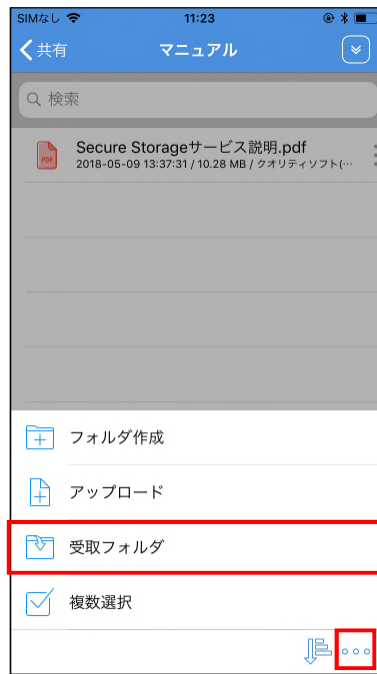 SIMなし 11:23
共有 マニュアル
検索
Secure Storageサービス説明.pdf
PDF
2018-05-09 13:37:31 / 10.28 MB / クオリティソフト(…
フォルダ作成
アップロード
受取フォルダ
複数選択